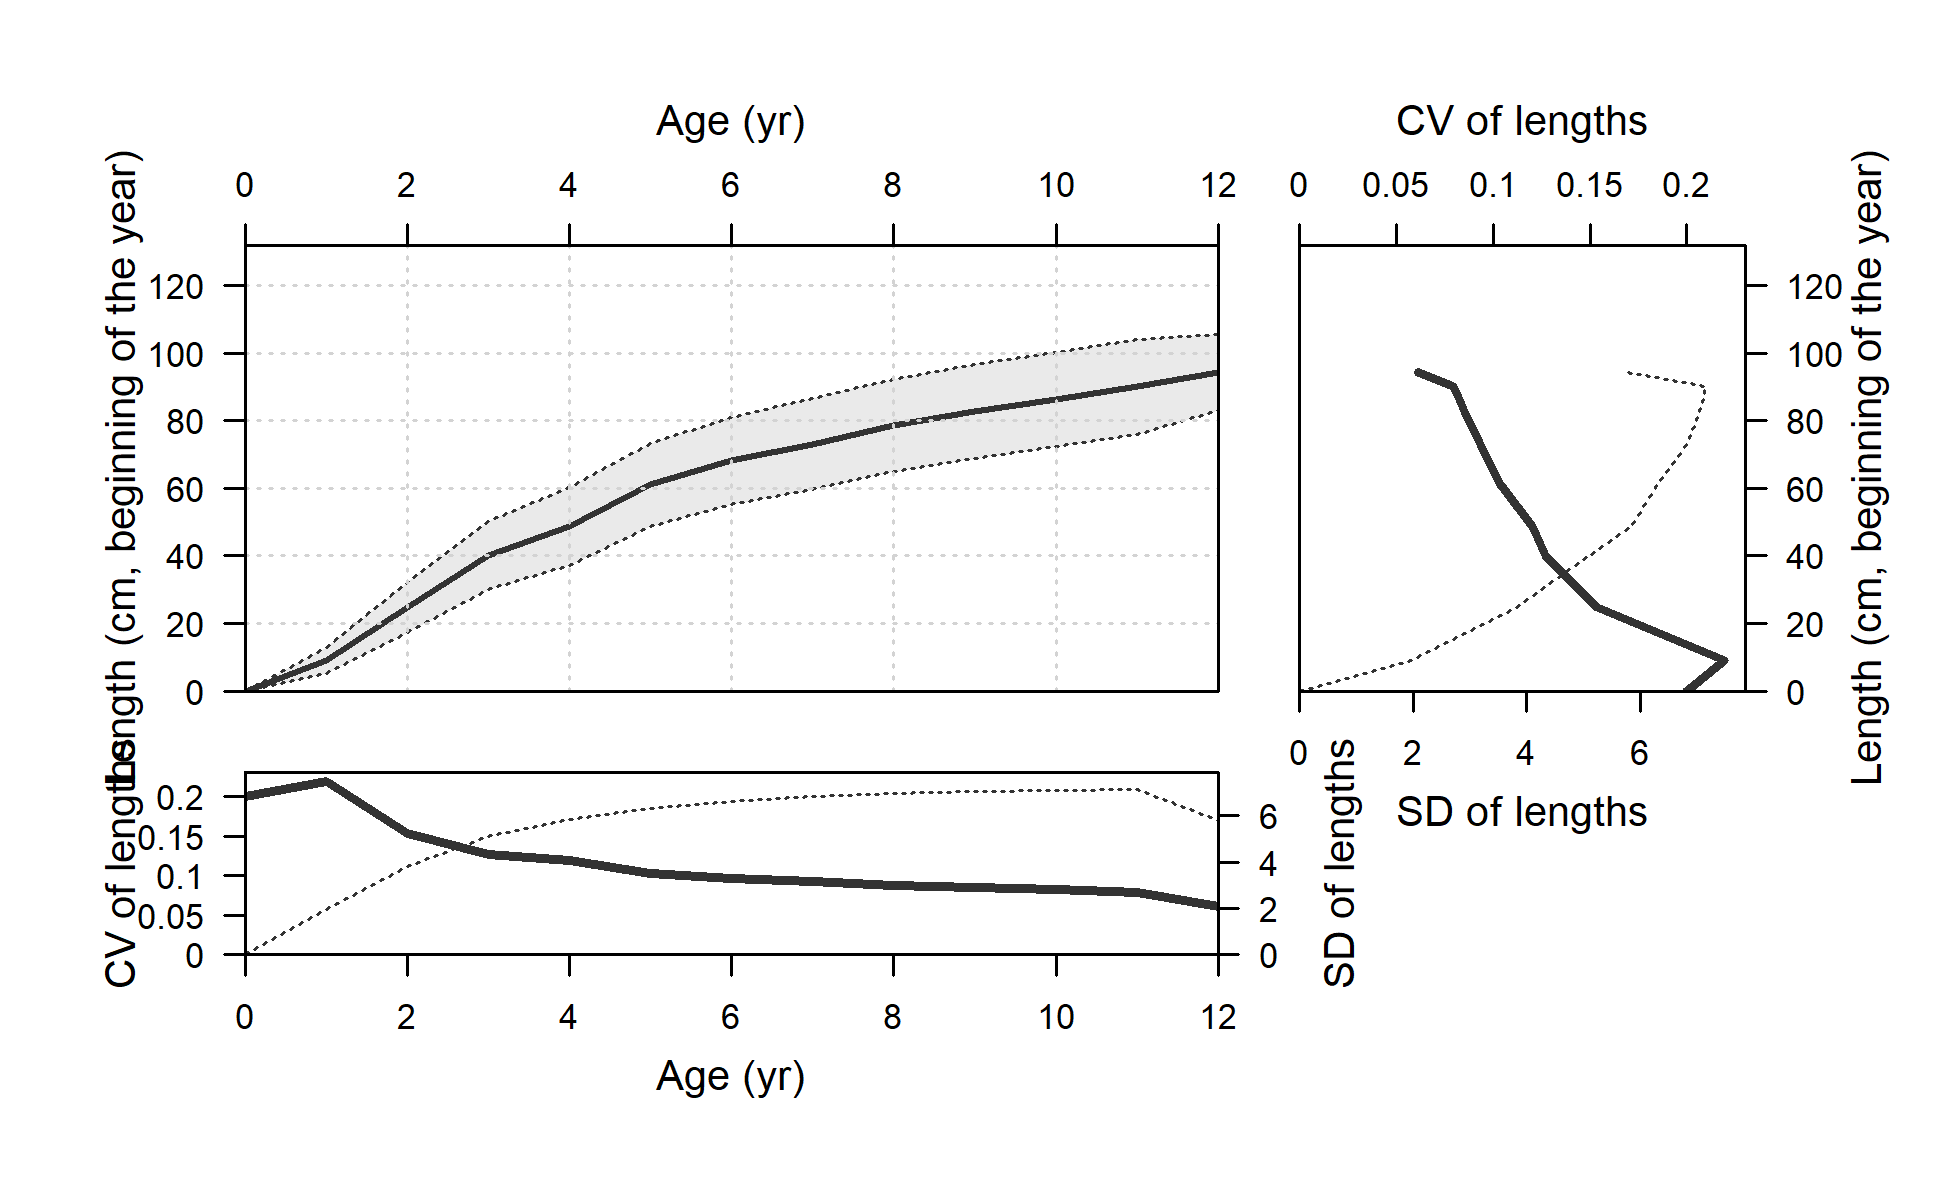 Age (yr)
CV of lengths
0 2 4 6 8 10 12
0 0.05 0.1 0.15 0.2
Length (cm, beginning of the year)
120
100
80
60
40
20
0
120
100
80
60
40
20
0
Length (cm, beginning of the year)
0 2 4 6
SD of lengths
CV of lengths
0.2
0.15
0.1
0.05
0
6
4
2
0
SD of lengths
0 2 4 6 8 10 12
Age (yr)